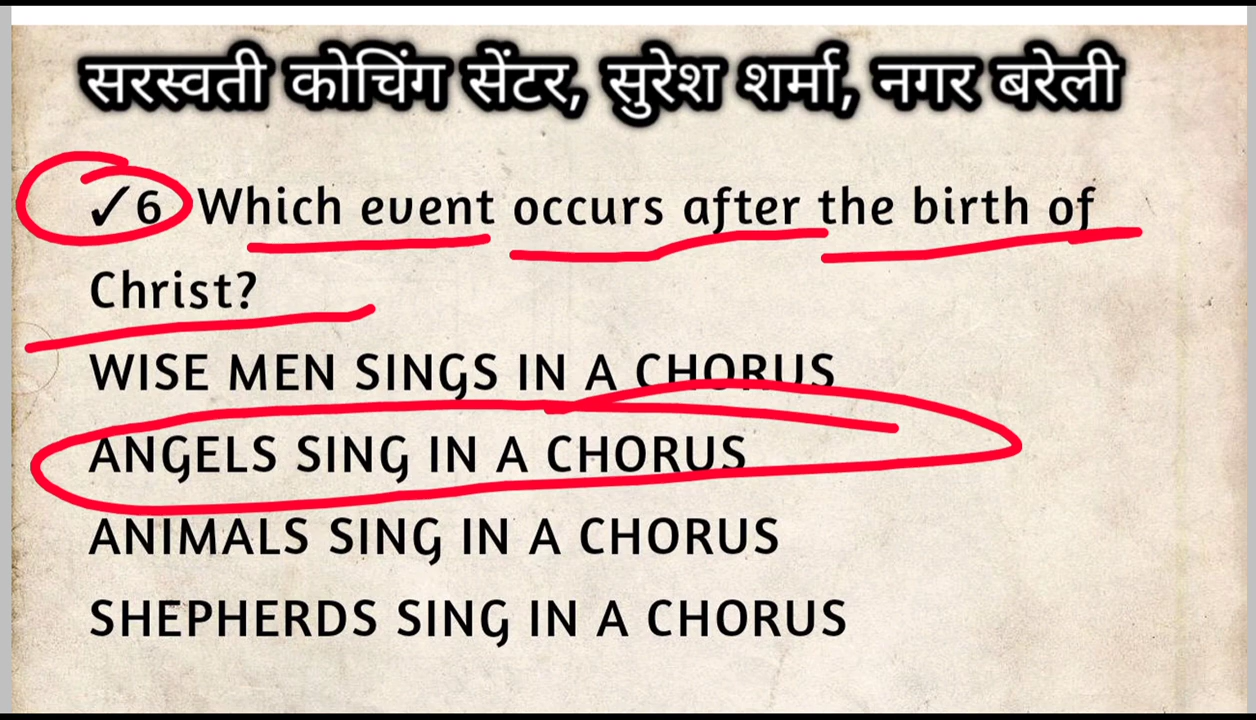 सरस्वती कोचिंग सेंटर, सुरेश शर्मा, नगर बरेली
✓6 Which event occurs after the birth of
Christ?
WISE MEN SINGS IN A CHORUS
ANGELS SING IN A CHORUS
ANIMALS SING IN A CHORUS
SHEPHERDS SING IN A CHORUS